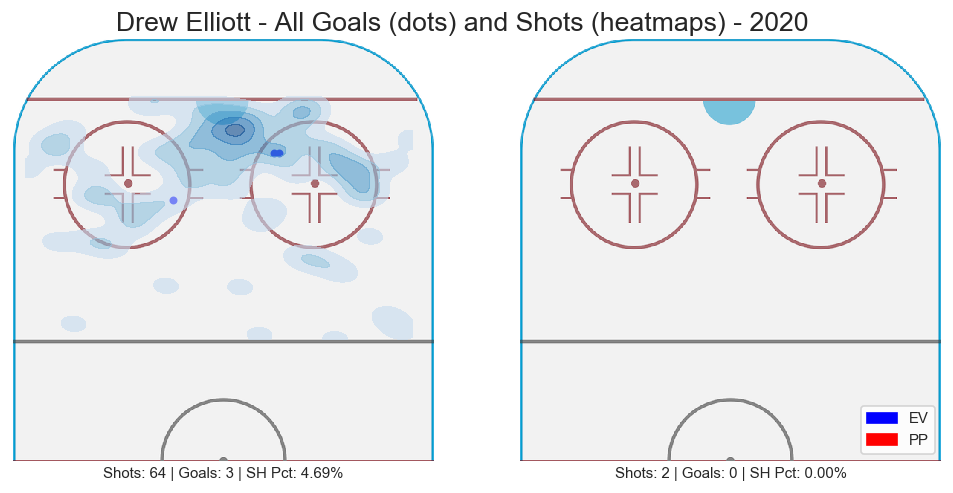 Drew Elliott - All Goals (dots) and Shots (heatmaps) - 2020
EV
PP
Shots: 64 | Goals: 3 | SH Pct: 4.69%
Shots: 2 | Goals: 0 | SH Pct: 0.00%